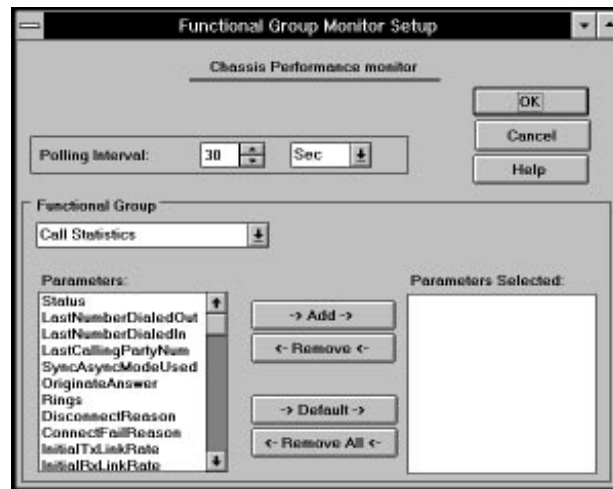 Functional Group Monitor Setup
Chassis Performance monitor
OK
Cancel
Help
Polling Interval: 30 Sec
Functional Group
Call Statistics
Parameters:
Status
LastNumberDialedOut
LastNumberDialedIn
LastCallingPartyNum
SyncAsyncModeUsed
OriginateAnswer
Rings
DisconnectReason
ConnectFailReason
InitialTxLinkRate
InitialRxLinkRate
-> Add ->
<- Remove <-
-> Default ->
<- Remove All <-
Parameters Selected: